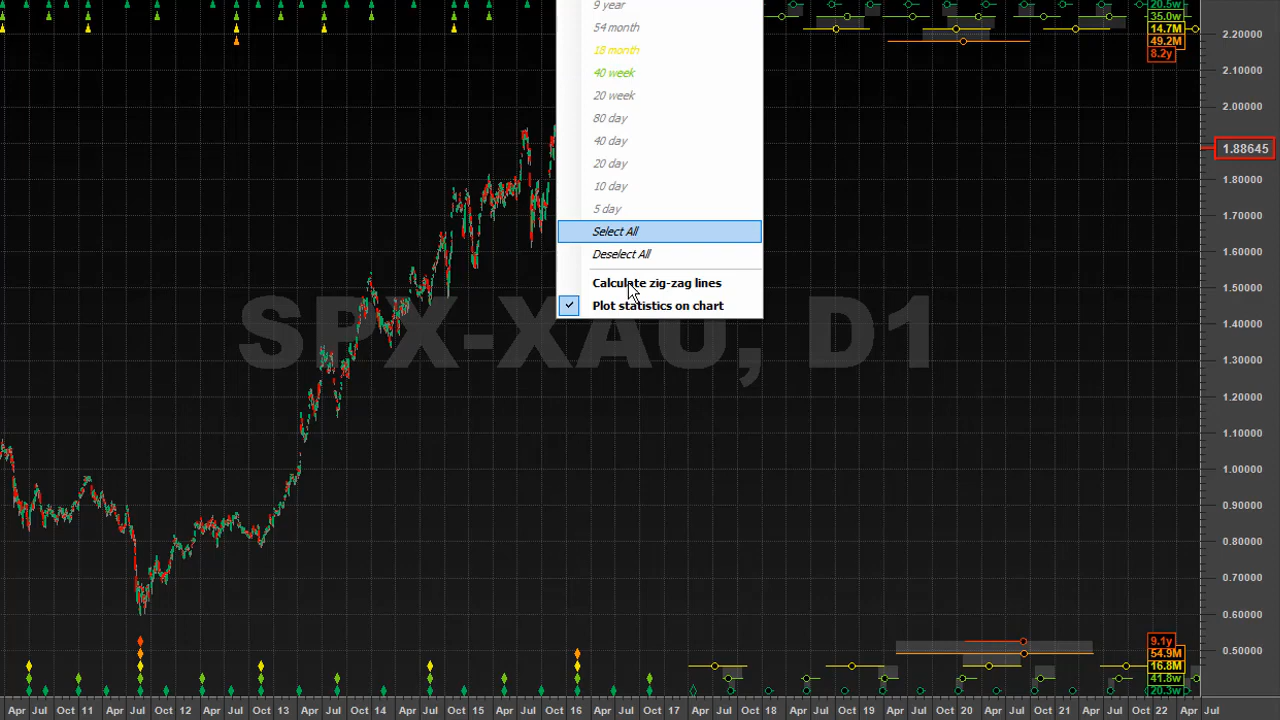 9 year
54 month
18 month
40 week
20 week
80 day
40 day
20 day
10 day
5 day
Select All
Deselect All
Calculate zig-zag lines
Plot statistics on chart
SPX-XAU, D1
20.5w
35.0w
14.7M
49.2M
8.2y
2.20000
2.00000
1.88645
1.80000
1.70000
1.60000
1.50000
1.40000
1.30000
1.20000
1.10000
1.00000
0.90000
0.80000
0.70000
0.60000
0.50000
9.1y
54.9M
16.8M
41.8w
20.3w
Apr Jul Oct 11 Apr Jul Oct 12 Apr Jul Oct 13 Apr Jul Oct 14 Apr Jul Oct 15 Apr Jul Oct 16 Apr Jul Oct 17 Apr Jul Oct 18 Apr Jul Oct 19 Apr Jul Oct 20 Apr Jul Oct 21 Apr Jul Oct 22 Apr Jul